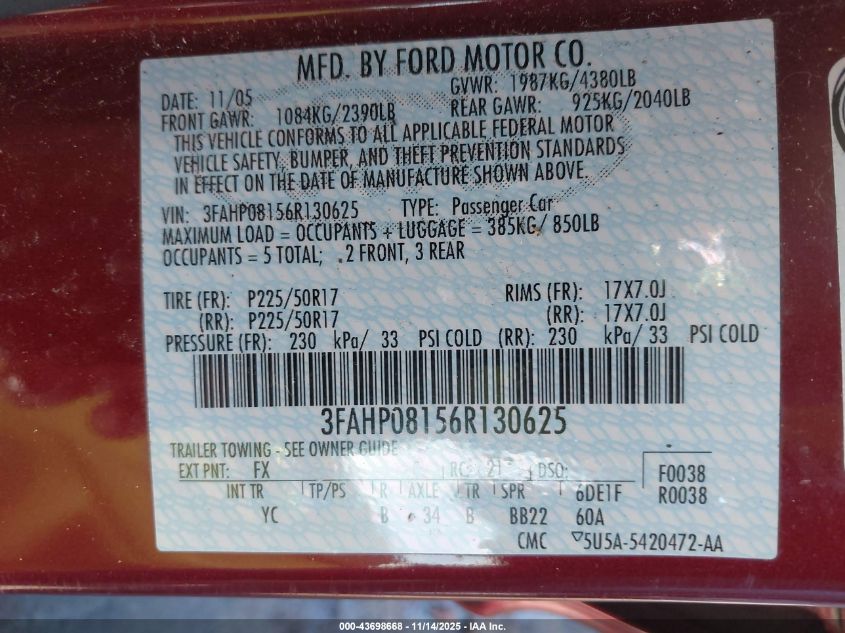 MFD. BY FORD MOTOR CO.
DATE: 11/05 GVWR: 1987KG/4380LB
FRONT GAWR: 1084KG/2390LB REAR GAWR: 925KG/2040LB
THIS VEHICLE CONFORMS TO ALL APPLICABLE FEDERAL MOTOR
VEHICLE SAFETY, BUMPER, AND THEFT PREVENTION STANDARDS
IN EFFECT ON THE DATE OF MANUFACTURE SHOWN ABOVE.
VIN: 3FAHP08156R130625 TYPE: Passenger Car
MAXIMUM LOAD = OCCUPANTS + LUGGAGE = 385KG/ 850LB
OCCUPANTS = 5 TOTAL; 2 FRONT, 3 REAR
TIRE (FR): P225/50R17 RIMS (FR): 17X7.0J
(RR): P225/50R17 (RR): 17X7.0J
PRESSURE (FR): 230 kPa/ 33 PSI COLD (RR): 230 kPa/ 33 PSI COLD
3FAHP08156R130625
TRAILER TOWING - SEE OWNER GUIDE
EXT PNT: FX RC: 21 DSO: F0038
INT TR TP/PS R AXLE TR SPR 6DE1F R0038
YC B 34 B BB22 60A
CMC 5U5A-5420472-AA
000-43698668 - 11/14/2025 - IAA Inc.